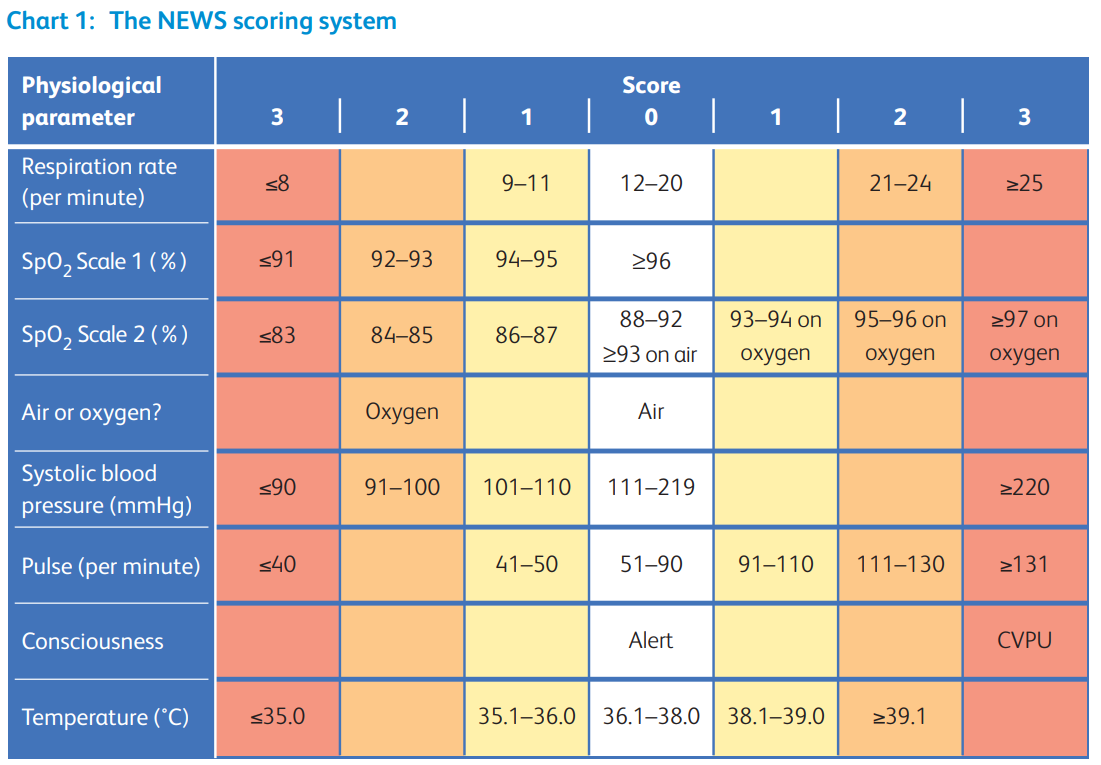 Chart 1: The NEWS scoring system
Physiological
parameter
Score
3 2 1 0 1 2 3
Respiration rate
(per minute)
≤8 9–11 12–20 21–24 ≥25
SpO₂ Scale 1 (%)
≤91 92–93 94–95 ≥96
SpO₂ Scale 2 (%)
≤83 84–85 86–87
88–92
≥93 on air
93–94 on
oxygen
95–96 on
oxygen
≥97 on
oxygen
Air or oxygen?
Oxygen Air
Systolic blood
pressure (mmHg)
≤90 91–100 101–110 111–219 ≥220
Pulse (per minute)
≤40 41–50 51–90 91–110 111–130 ≥131
Consciousness
Alert CVPU
Temperature (°C)
≤35.0 35.1–36.0 36.1–38.0 38.1–39.0 ≥39.1